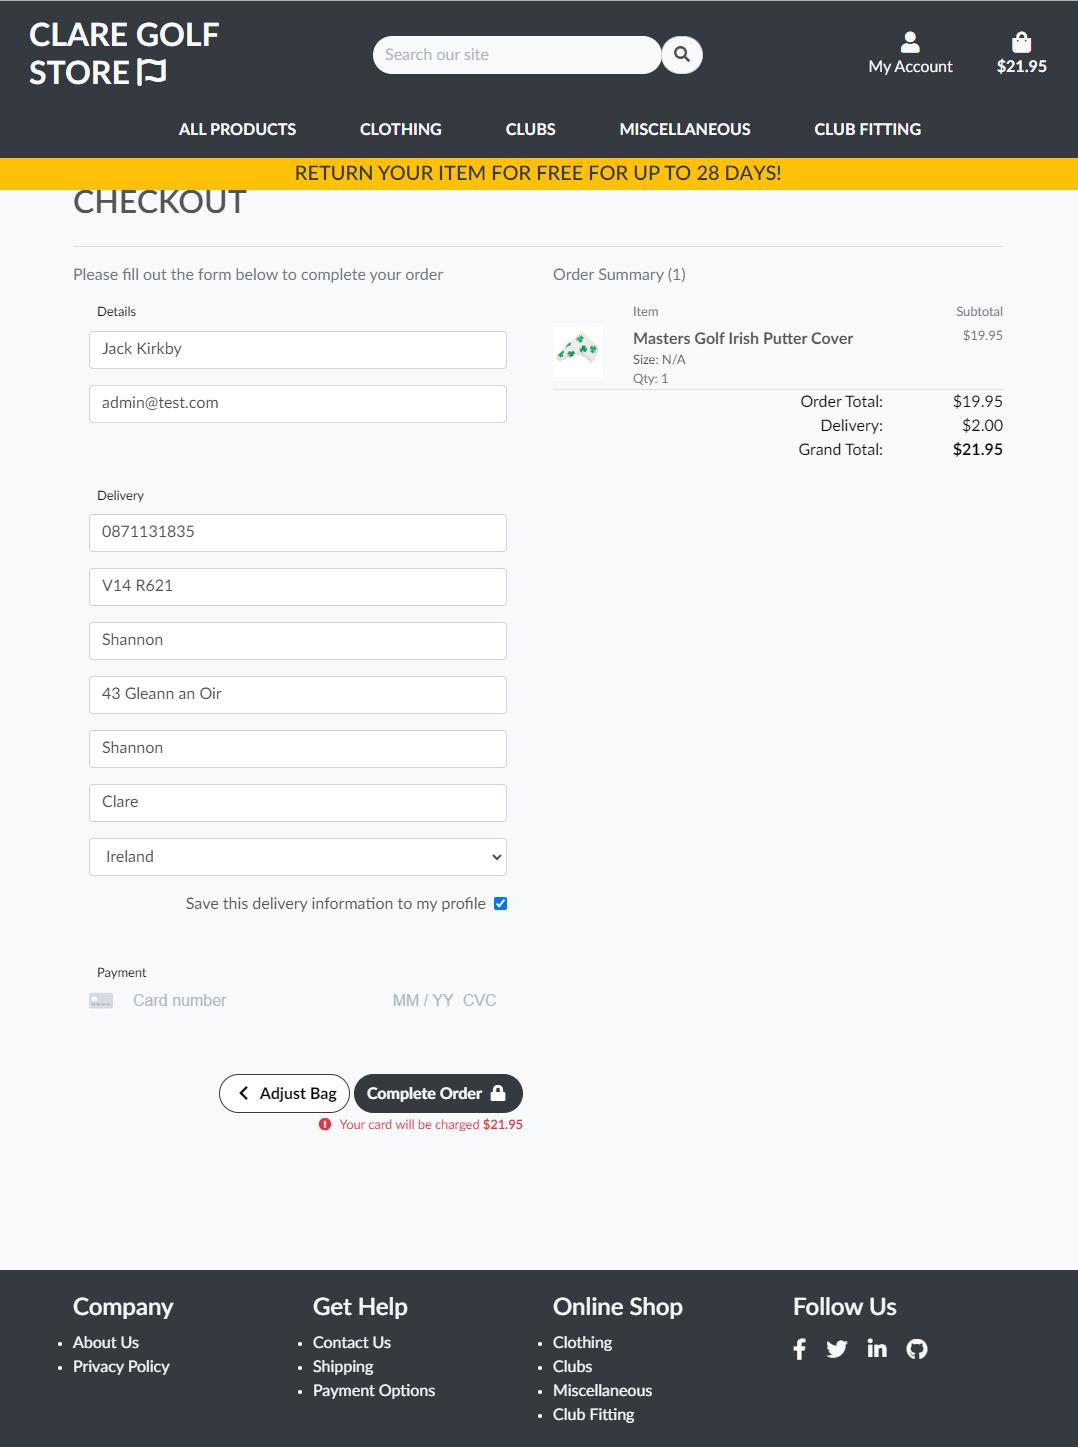 CLARE GOLF
STORE
Search our site
My Account
$21.95
ALL PRODUCTS
CLOTHING
CLUBS
MISCELLANEOUS
CLUB FITTING
RETURN YOUR ITEM FOR FREE FOR UP TO 28 DAYS!
CHECKOUT
Please fill out the form below to complete your order
Details
Jack Kirkby
admin@test.com
Delivery
0871131835
V14 R621
Shannon
43 Gleann an Oir
Shannon
Clare
Ireland
Save this delivery information to my profile
Payment
Card number
MM / YY CVC
Adjust Bag
Complete Order
Your card will be charged $21.95
Order Summary (1)
Item
Subtotal
Masters Golf Irish Putter Cover
$19.95
Size: N/A
Qty: 1
Order Total: $19.95
Delivery: $2.00
Grand Total: $21.95
Company
About Us
Privacy Policy
Get Help
Contact Us
Shipping
Payment Options
Online Shop
Clothing
Clubs
Miscellaneous
Club Fitting
Follow Us